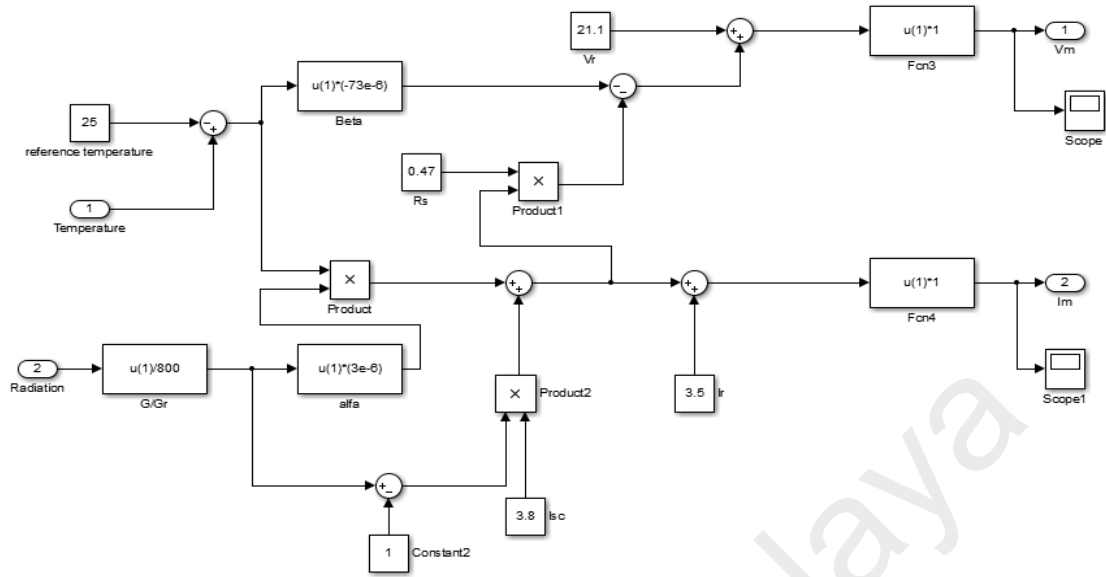 21.1
Vr
+
+
u(1)*1
Fcn3
1
Vm
Scope
u(1)*(-73e-6)
Beta
−
−
25
reference temperature
−
+
0.47
Rs
×
Product1
1
Temperature
×
Product
+
+
+
+
u(1)*1
Fcn4
2
Im
Scope1
2
Radiation
u(1)/800
G/Gr
u(1)*(3e-6)
alfa
×
Product2
3.5
Ir
+
−
3.8
Isc
1
Constant2
laya